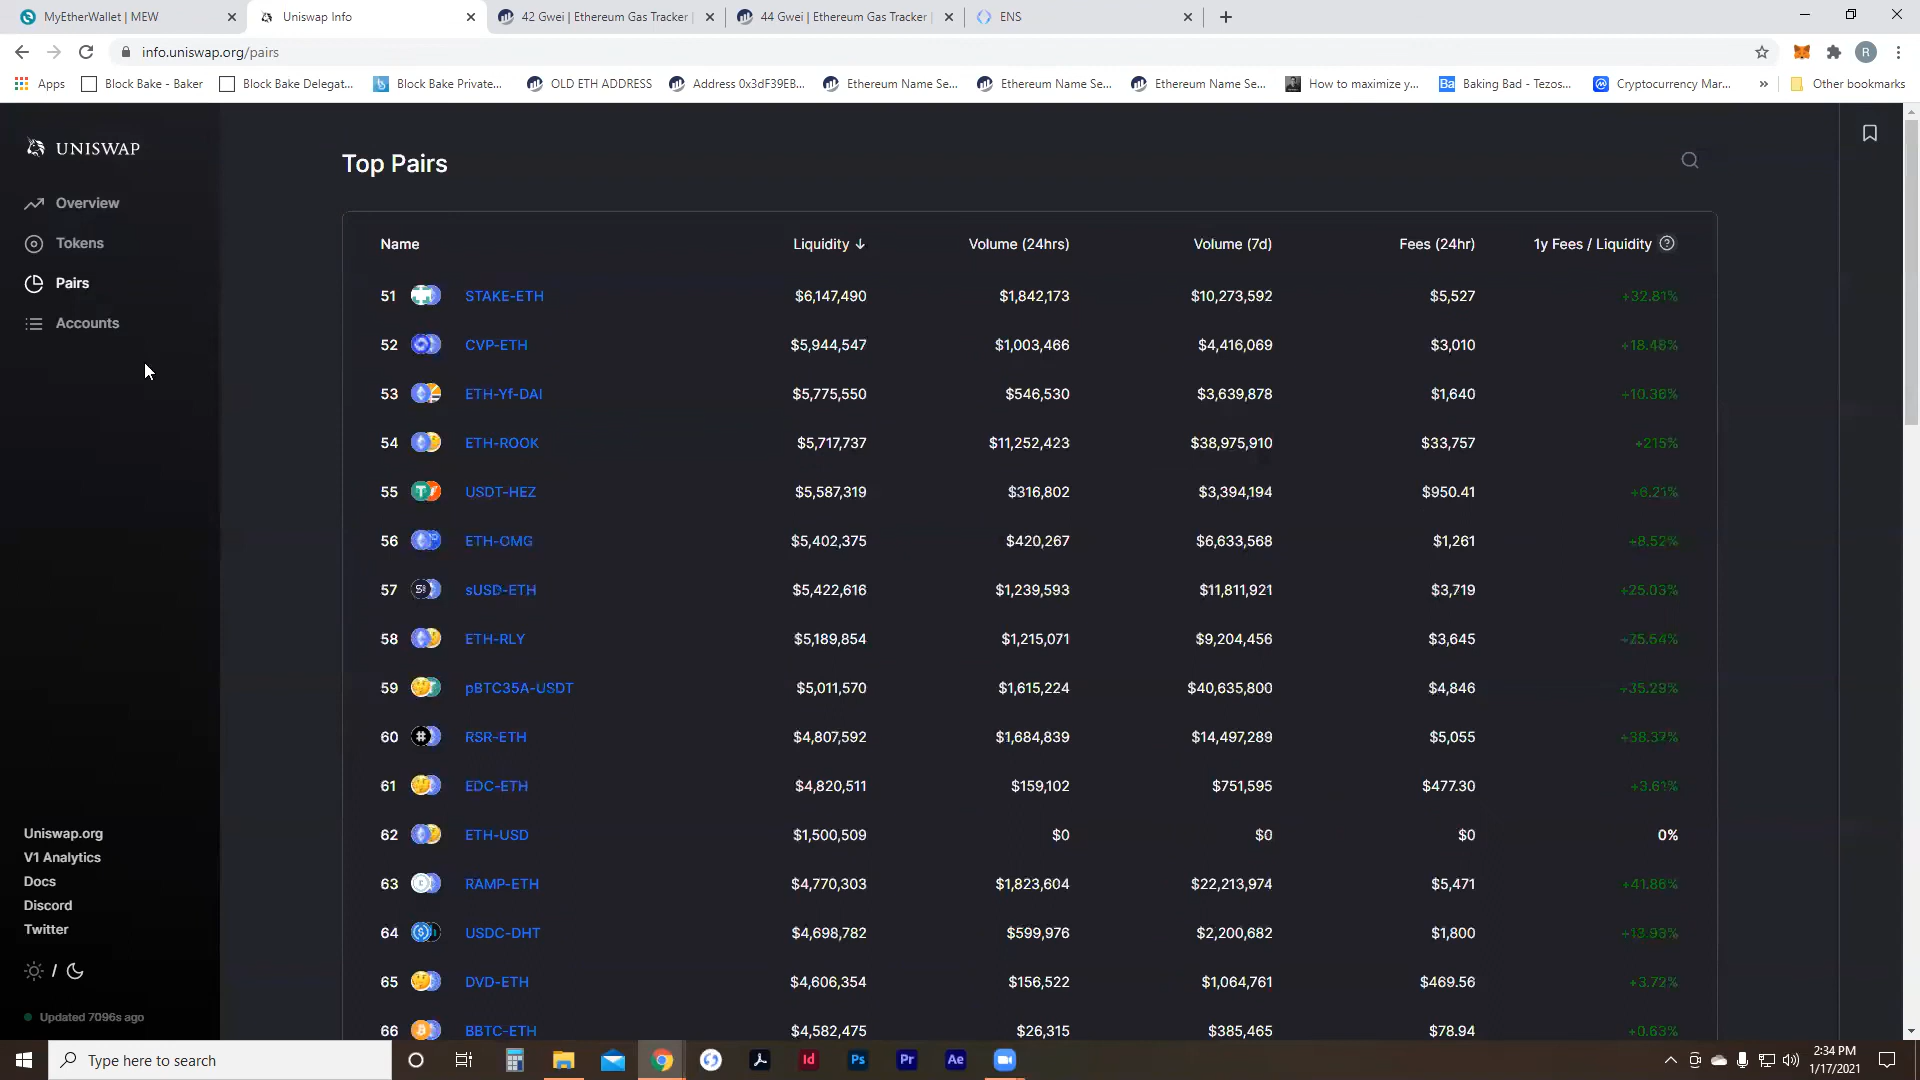 MyEtherWallet | MEW
Uniswap Info
42 Gwei | Ethereum Gas Tracker |
44 Gwei | Ethereum Gas Tracker |
ENS
info.uniswap.org/pairs
R
Apps
Block Bake - Baker
Block Bake Delegat...
Block Bake Private...
OLD ETH ADDRESS
Address 0x3dF39EB...
Ethereum Name Se...
Ethereum Name Se...
Ethereum Name Se...
How to maximize y...
Ba Baking Bad - Tezos...
Cryptocurrency Mar...
»
Other bookmarks
UNISWAP
Overview
Tokens
Pairs
Accounts
Top Pairs
Name Liquidity ↓ Volume (24hrs) Volume (7d) Fees (24hr) 1y Fees / Liquidity ?
51 STAKE-ETH $6,147,490 $1,842,173 $10,273,592 $5,527 +32.81%
52 CVP-ETH $5,944,547 $1,003,466 $4,416,069 $3,010 +18.48%
53 ETH-Yf-DAI $5,775,550 $546,530 $3,639,878 $1,640 +10.36%
54 ETH-ROOK $5,717,737 $11,252,423 $38,975,910 $33,757 +215%
55 USDT-HEZ $5,587,319 $316,802 $3,394,194 $950.41 +6.21%
56 ETH-OMG $5,402,375 $420,267 $6,633,568 $1,261 +8.52%
57 sUSD-ETH $5,422,616 $1,239,593 $11,811,921 $3,719 +25.03%
58 ETH-RLY $5,189,854 $1,215,071 $9,204,456 $3,645 +25.64%
59 pBTC35A-USDT $5,011,570 $1,615,224 $40,635,800 $4,846 +35.29%
60 RSR-ETH $4,807,592 $1,684,839 $14,497,289 $5,055 +38.37%
61 EDC-ETH $4,820,511 $159,102 $751,595 $477.30 +3.61%
62 ETH-USD $1,500,509 $0 $0 $0 0%
63 RAMP-ETH $4,770,303 $1,823,604 $22,213,974 $5,471 +41.86%
64 USDC-DHT $4,698,782 $599,976 $2,200,682 $1,800 +13.98%
65 DVD-ETH $4,606,354 $156,522 $1,064,761 $469.56 +3.72%
66 BBTC-ETH $4,582,475 $26,315 $385,465 $78.94 +0.63%
Uniswap.org
V1 Analytics
Docs
Discord
Twitter
/
Updated 7096s ago
Type here to search
Id
Ps
Pr
Ae
2:34 PM
1/17/2021